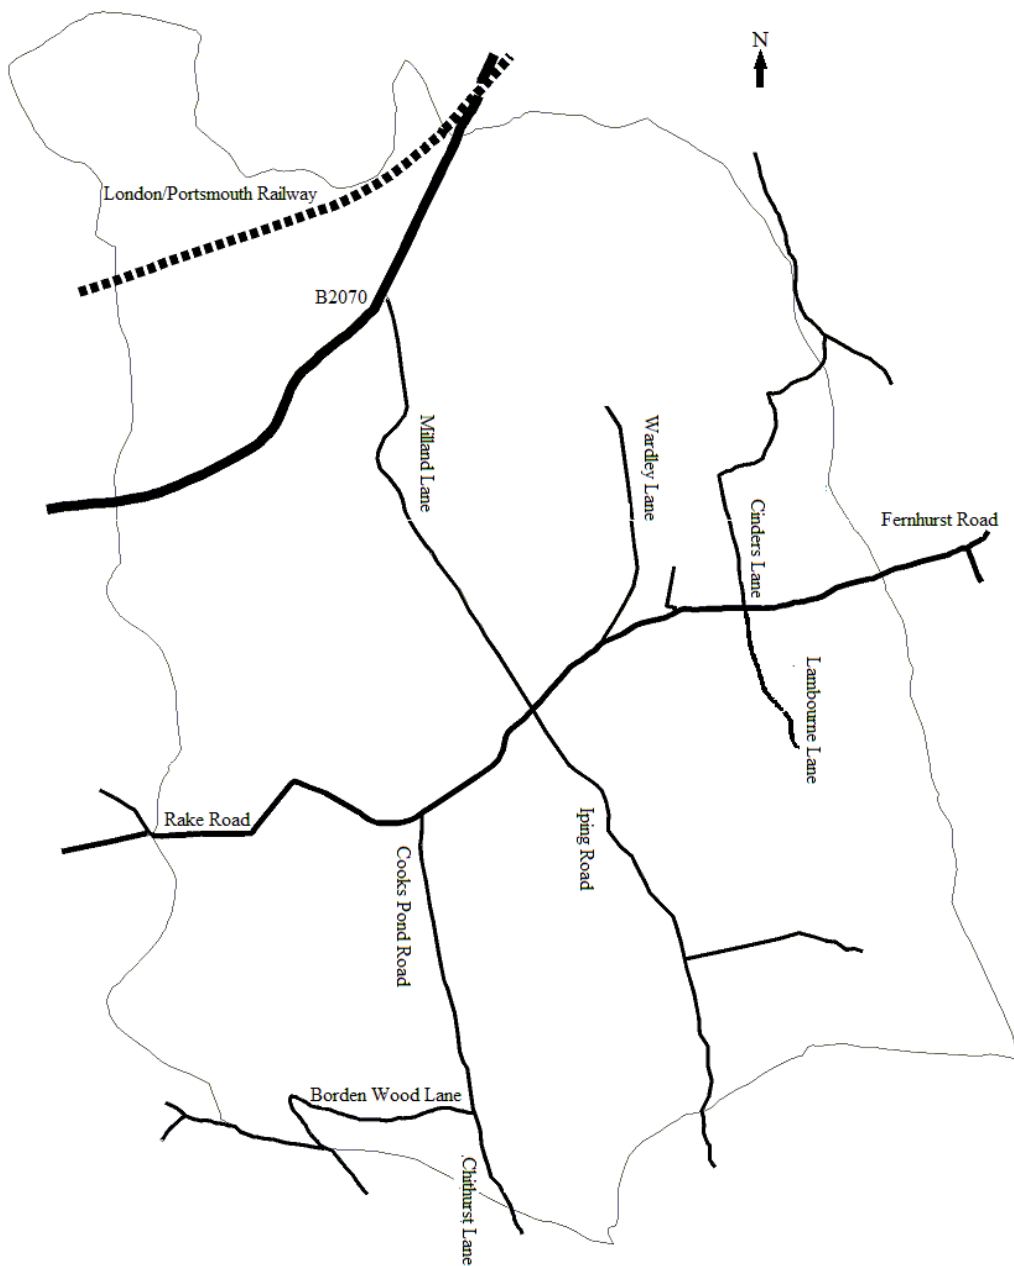 N
London/Portsmouth Railway
B2070
Milland Lane
Wardley Lane
Cinders Lane
Fernhurst Road
Lambourne Lane
Rake Road
Iping Road
Cooks Pond Road
Borden Wood Lane
Chithurst Lane